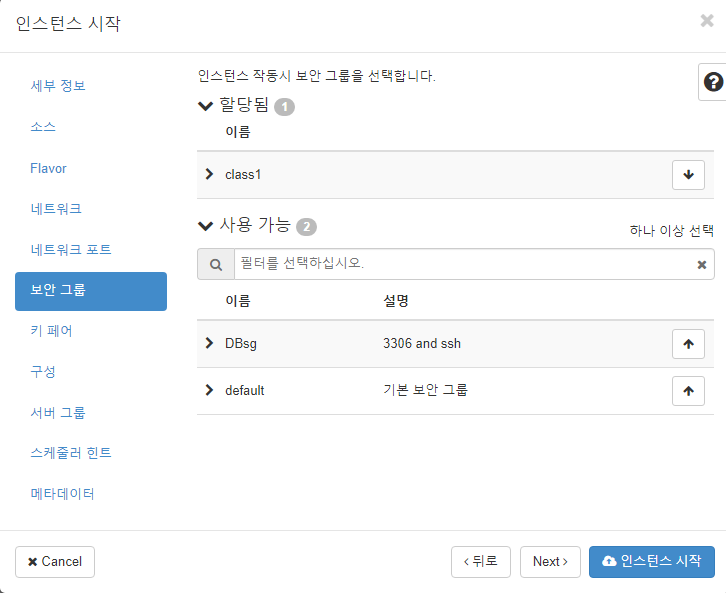 인스턴스 시작
세부 정보
소스
Flavor
네트워크
네트워크 포트
보안 그룹
키 페어
구성
서버 그룹
스케줄러 힌트
메타데이터
인스턴스 작동시 보안 그룹을 선택합니다.
할당됨 1
이름
class1
사용 가능 2
하나 이상 선택
필터를 선택하십시오.
이름 설명
DBsg 3306 and ssh
default 기본 보안 그룹
Cancel
뒤로
Next
인스턴스 시작